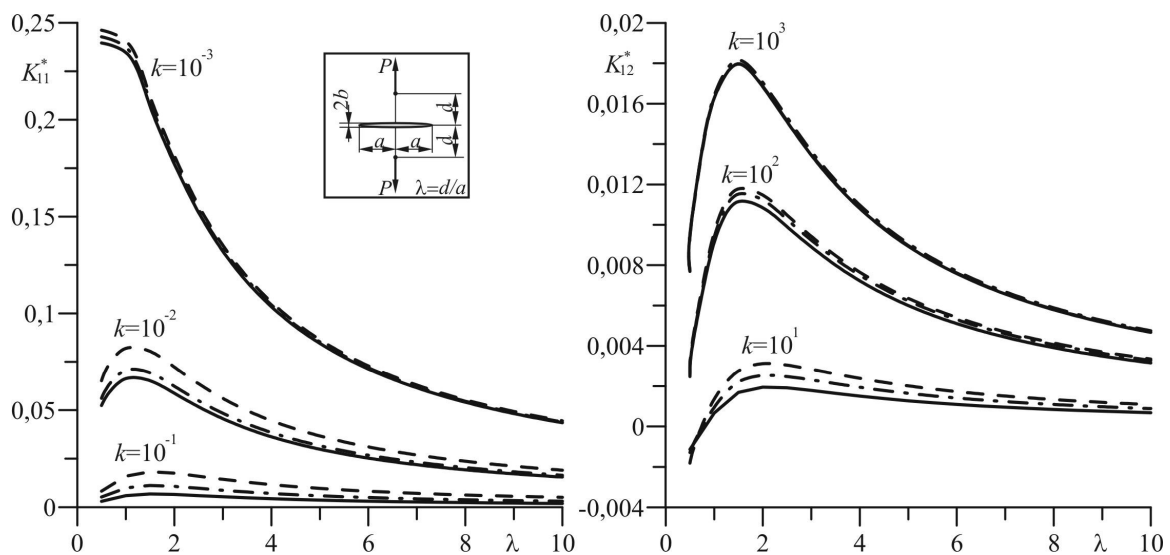 0,25
K*11
0,2
0,15
0,1
0,05
0
0 2 4 6 8 λ 10
k=10-3
k=10-2
k=10-1
P
2b
d
a a
d
P
λ=d/a
0,02
K*12
0,016
0,012
0,008
0,004
0
-0,004
0 2 4 6 8 λ 10
k=103
k=102
k=101